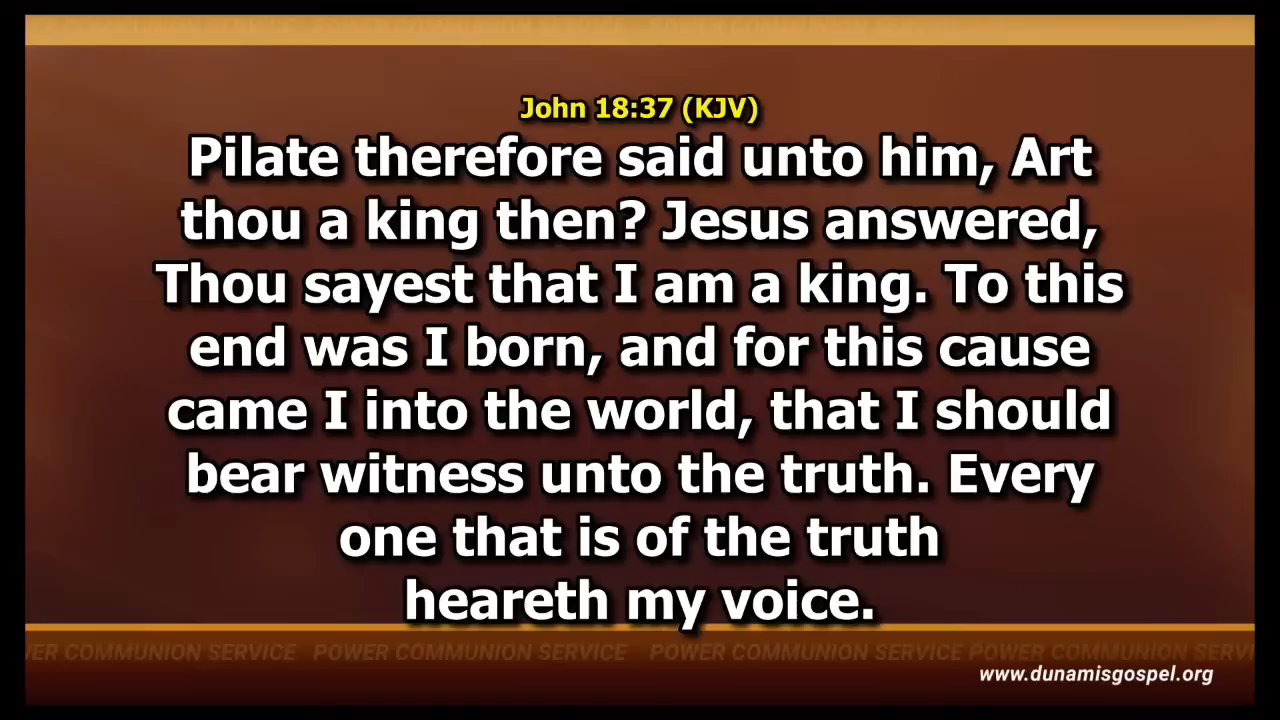 POWER COMMUNION SERVICE
John 18:37 (KJV)
Pilate therefore said unto him, Art
thou a king then? Jesus answered,
Thou sayest that I am a king. To this
end was I born, and for this cause
came I into the world, that I should
bear witness unto the truth. Every
one that is of the truth
heareth my voice.
ER COMMUNION SERVICE POWER COMMUNION SERVICE POWER COMMUNION SERVICE POWER COMMUNION SERVI
www.dunamisgospel.org